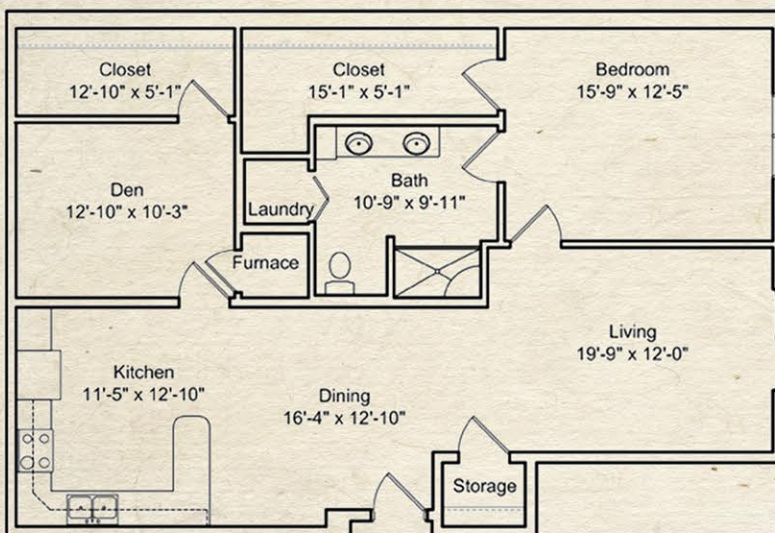 Closet
12'-10" x 5'-1"
Closet
15'-1" x 5'-1"
Bedroom
15'-9" x 12'-5"
Den
12'-10" x 10'-3"
Laundry
Bath
10'-9" x 9'-11"
Furnace
Kitchen
11'-5" x 12'-10"
Dining
16'-4" x 12'-10"
Living
19'-9" x 12'-0"
Storage